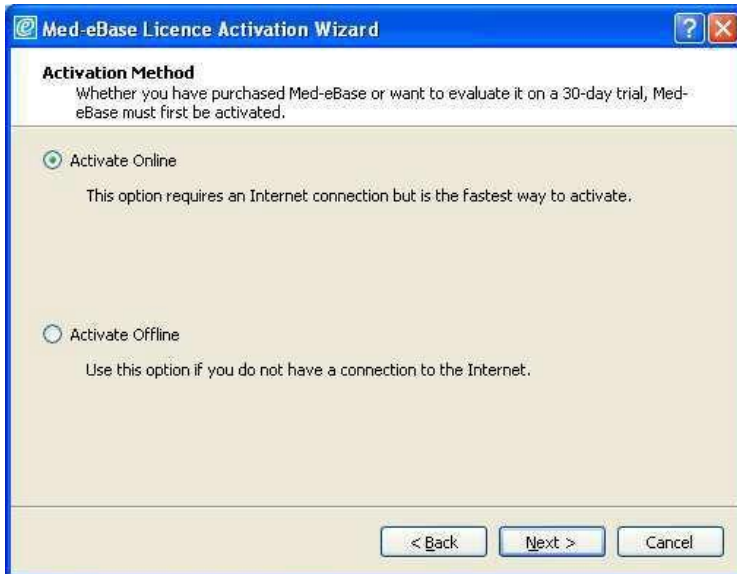 Med-eBase Licence Activation Wizard
Activation Method
Whether you have purchased Med-eBase or want to evaluate it on a 30-day trial, Med-
eBase must first be activated.
Activate Online
This option requires an Internet connection but is the fastest way to activate.
Activate Offline
Use this option if you do not have a connection to the Internet.
< Back Next > Cancel